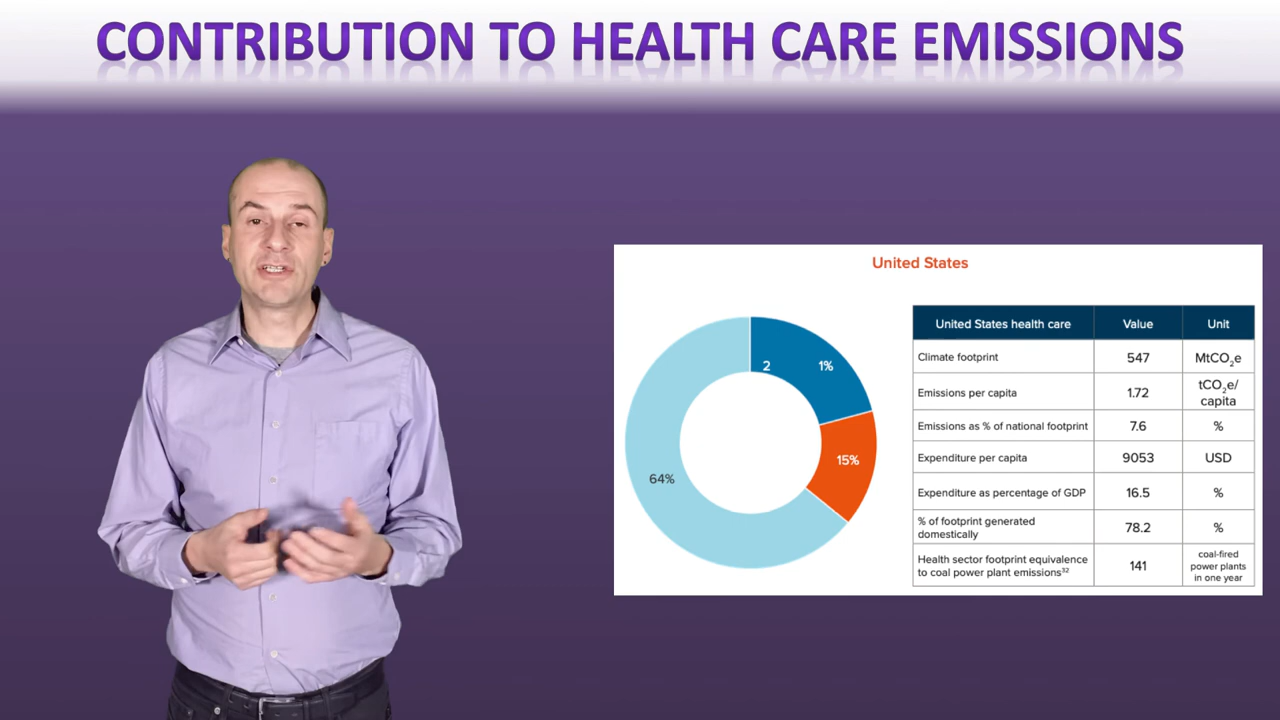 CONTRIBUTION TO HEALTH CARE EMISSIONS
United States
2 1%
15%
64%
United States health care Value Unit
Climate footprint 547 MtCO₂e
Emissions per capita 1.72 tCO₂e/
capita
Emissions as % of national footprint 7.6 %
Expenditure per capita 9053 USD
Expenditure as percentage of GDP 16.5 %
% of footprint generated
domestically 78.2 %
Health sector footprint equivalence
to coal power plant emissions³² 141 coal-fired
power plants
in one year